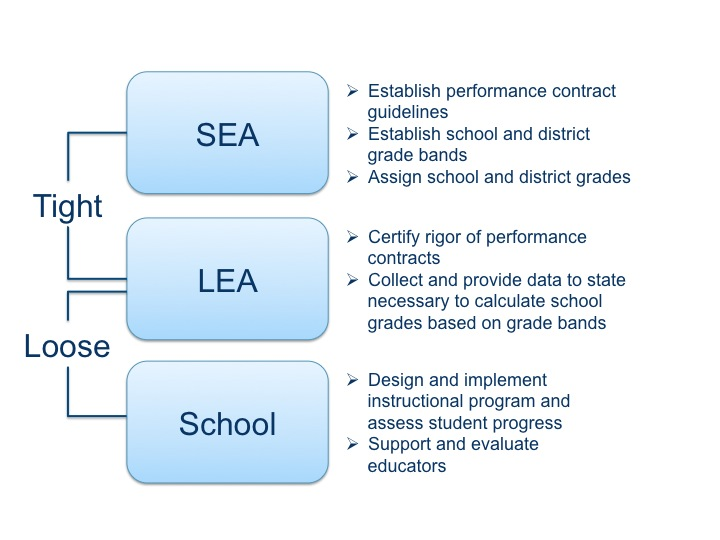 SEA
➢ Establish performance contract
guidelines
➢ Establish school and district
grade bands
➢ Assign school and district grades
Tight
LEA
➢ Certify rigor of performance
contracts
➢ Collect and provide data to state
necessary to calculate school
grades based on grade bands
Loose
School
➢ Design and implement
instructional program and
assess student progress
➢ Support and evaluate
educators